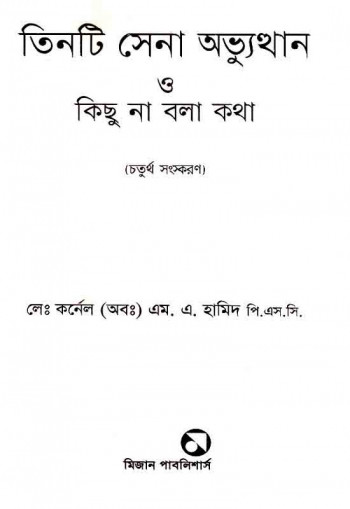 তিনটি সেনা অভ্যুত্থান
ও
কিছু না বলা কথা
(চতুর্থ সংস্করণ)
লেঃ কর্নেল (অবঃ) এম. এ. হামিদ পি.এস.সি.
মিজান পাবলিশার্স